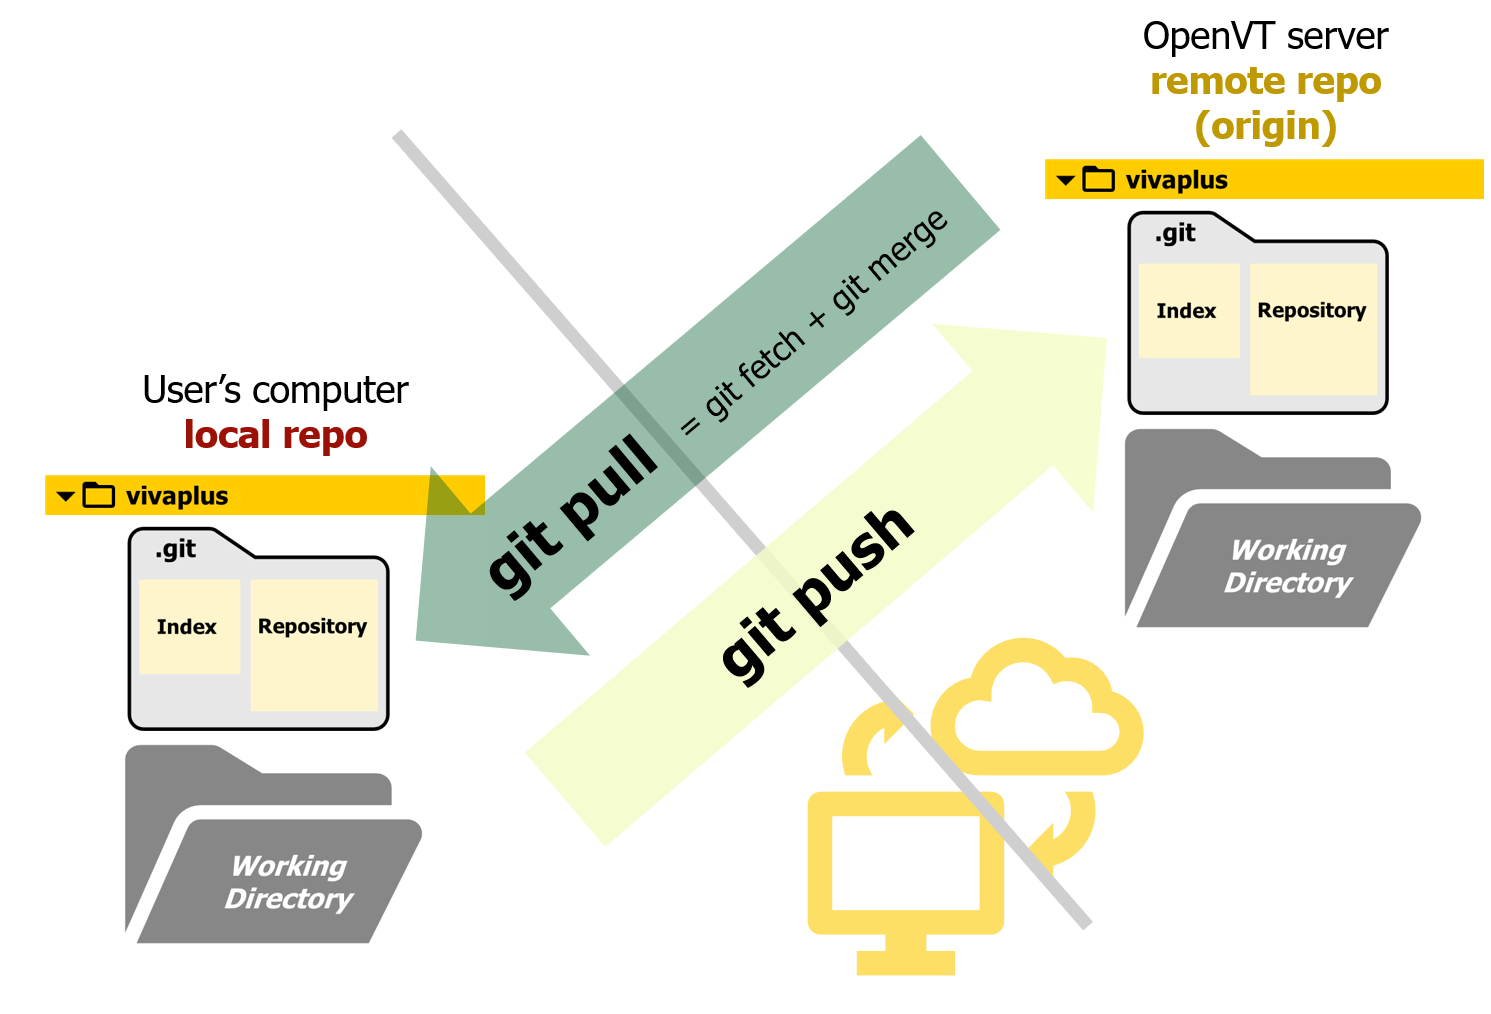 OpenVT server
remote repo
(origin)
vivaplus
.git
Index
Repository
Working
Directory
= git fetch + git merge
git pull
git push
User’s computer
local repo
vivaplus
.git
Index
Repository
Working
Directory